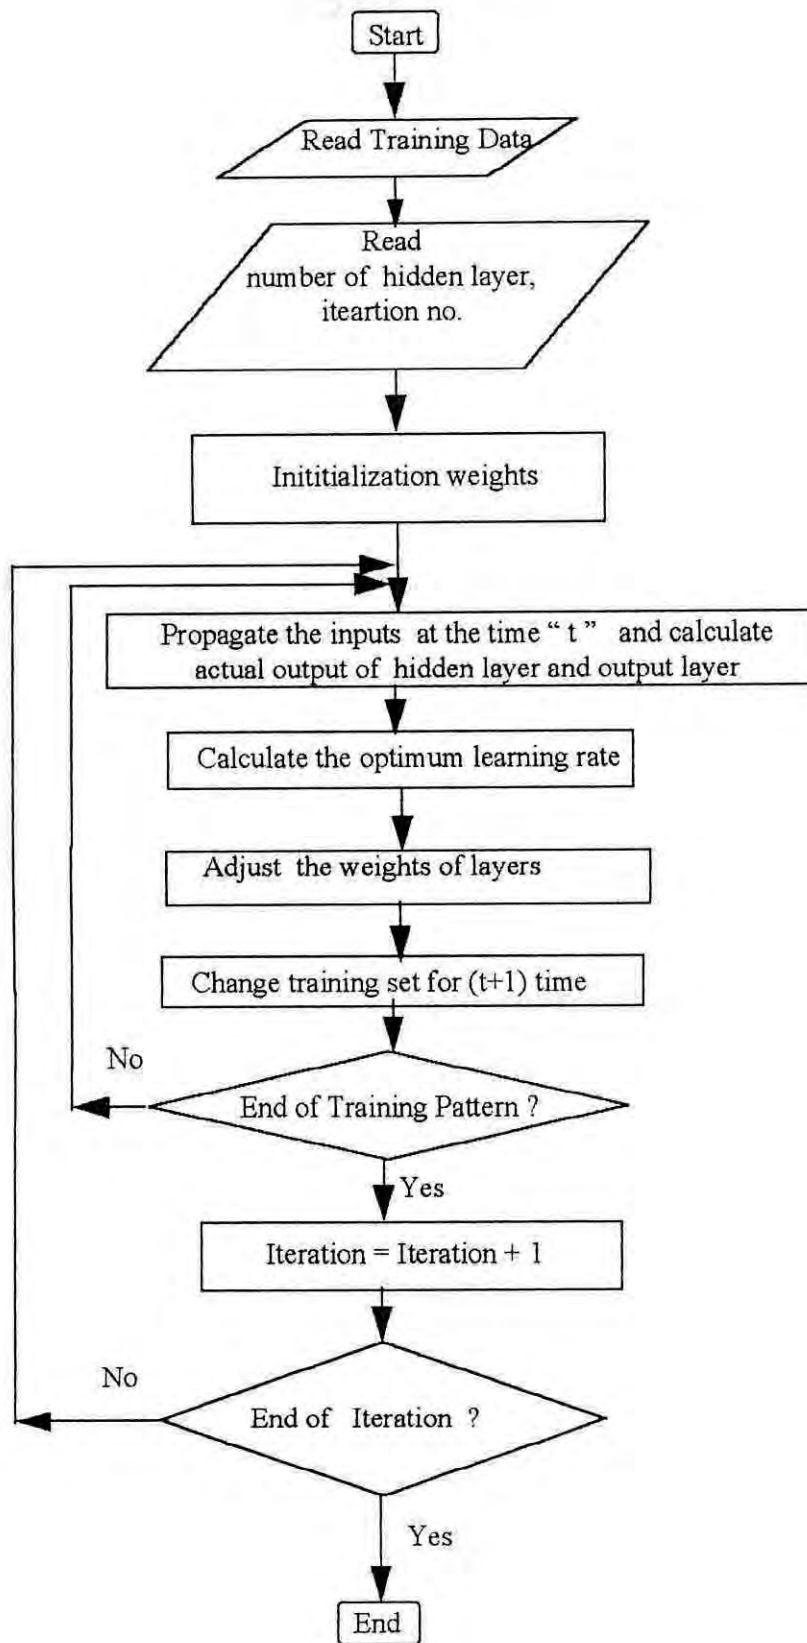 Start
Read Training Data
Read
number of hidden layer,
iteartion no.
Inititialization weights
Propagate the inputs at the time “ t ” and calculate
actual output of hidden layer and output layer
Calculate the optimum learning rate
Adjust the weights of layers
Change training set for (t+1) time
No
End of Training Pattern ?
Yes
Iteration = Iteration + 1
No
End of Iteration ?
Yes
End